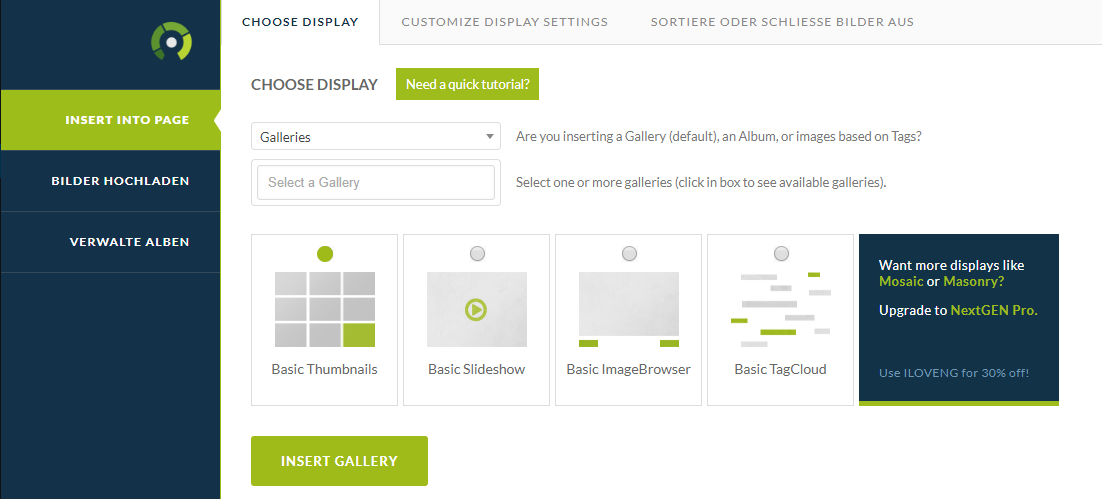 CHOOSE DISPLAY
CUSTOMIZE DISPLAY SETTINGS
SORTIERE ODER SCHLIESSE BILDER AUS
INSERT INTO PAGE
BILDER HOCHLADEN
VERWALTE ALBEN
CHOOSE DISPLAY
Need a quick tutorial?
Galleries
Are you inserting a Gallery (default), an Album, or images based on Tags?
Select a Gallery
Select one or more galleries (click in box to see available galleries).
Basic Thumbnails
Basic Slideshow
Basic ImageBrowser
Basic TagCloud
Want more displays like
Mosaic or Masonry?
Upgrade to NextGEN Pro.
Use ILOVENG for 30% off!
INSERT GALLERY